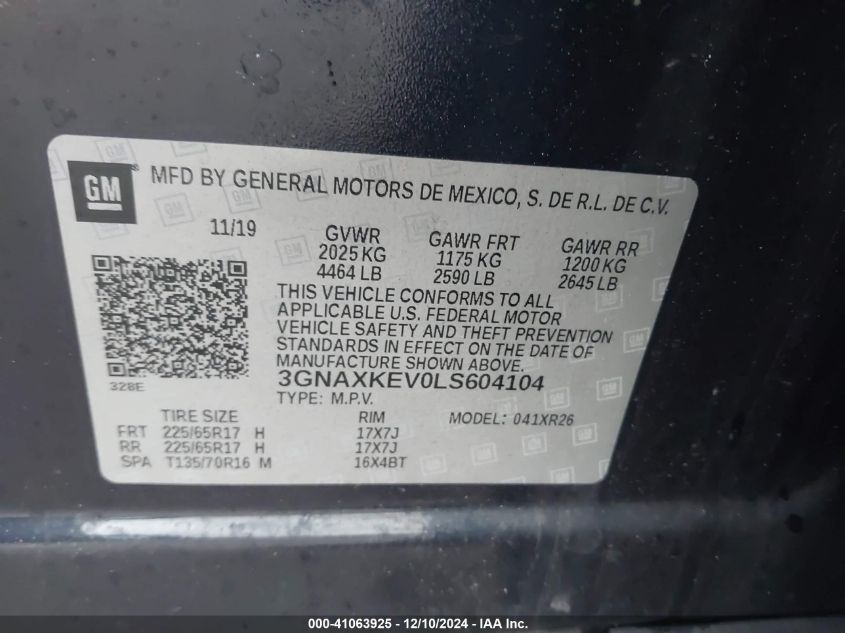 GM
MFD BY GENERAL MOTORS DE MEXICO, S. DE R.L. DE C.V.
11/19 GVWR GAWR FRT GAWR RR
2025 KG 1175 KG 1200 KG
4464 LB 2590 LB 2645 LB
THIS VEHICLE CONFORMS TO ALL
APPLICABLE U.S. FEDERAL MOTOR
VEHICLE SAFETY AND THEFT PREVENTION
STANDARDS IN EFFECT ON THE DATE OF
MANUFACTURE SHOWN ABOVE.
328E
3GNAXKEV0LS604104
TYPE: M.P.V.
TIRE SIZE RIM MODEL: 041XR26
FRT 225/65R17 H 17X7J
RR 225/65R17 H 17X7J
SPA T135/70R16 M 16X4BT
000-41063925 - 12/10/2024 - IAA Inc.